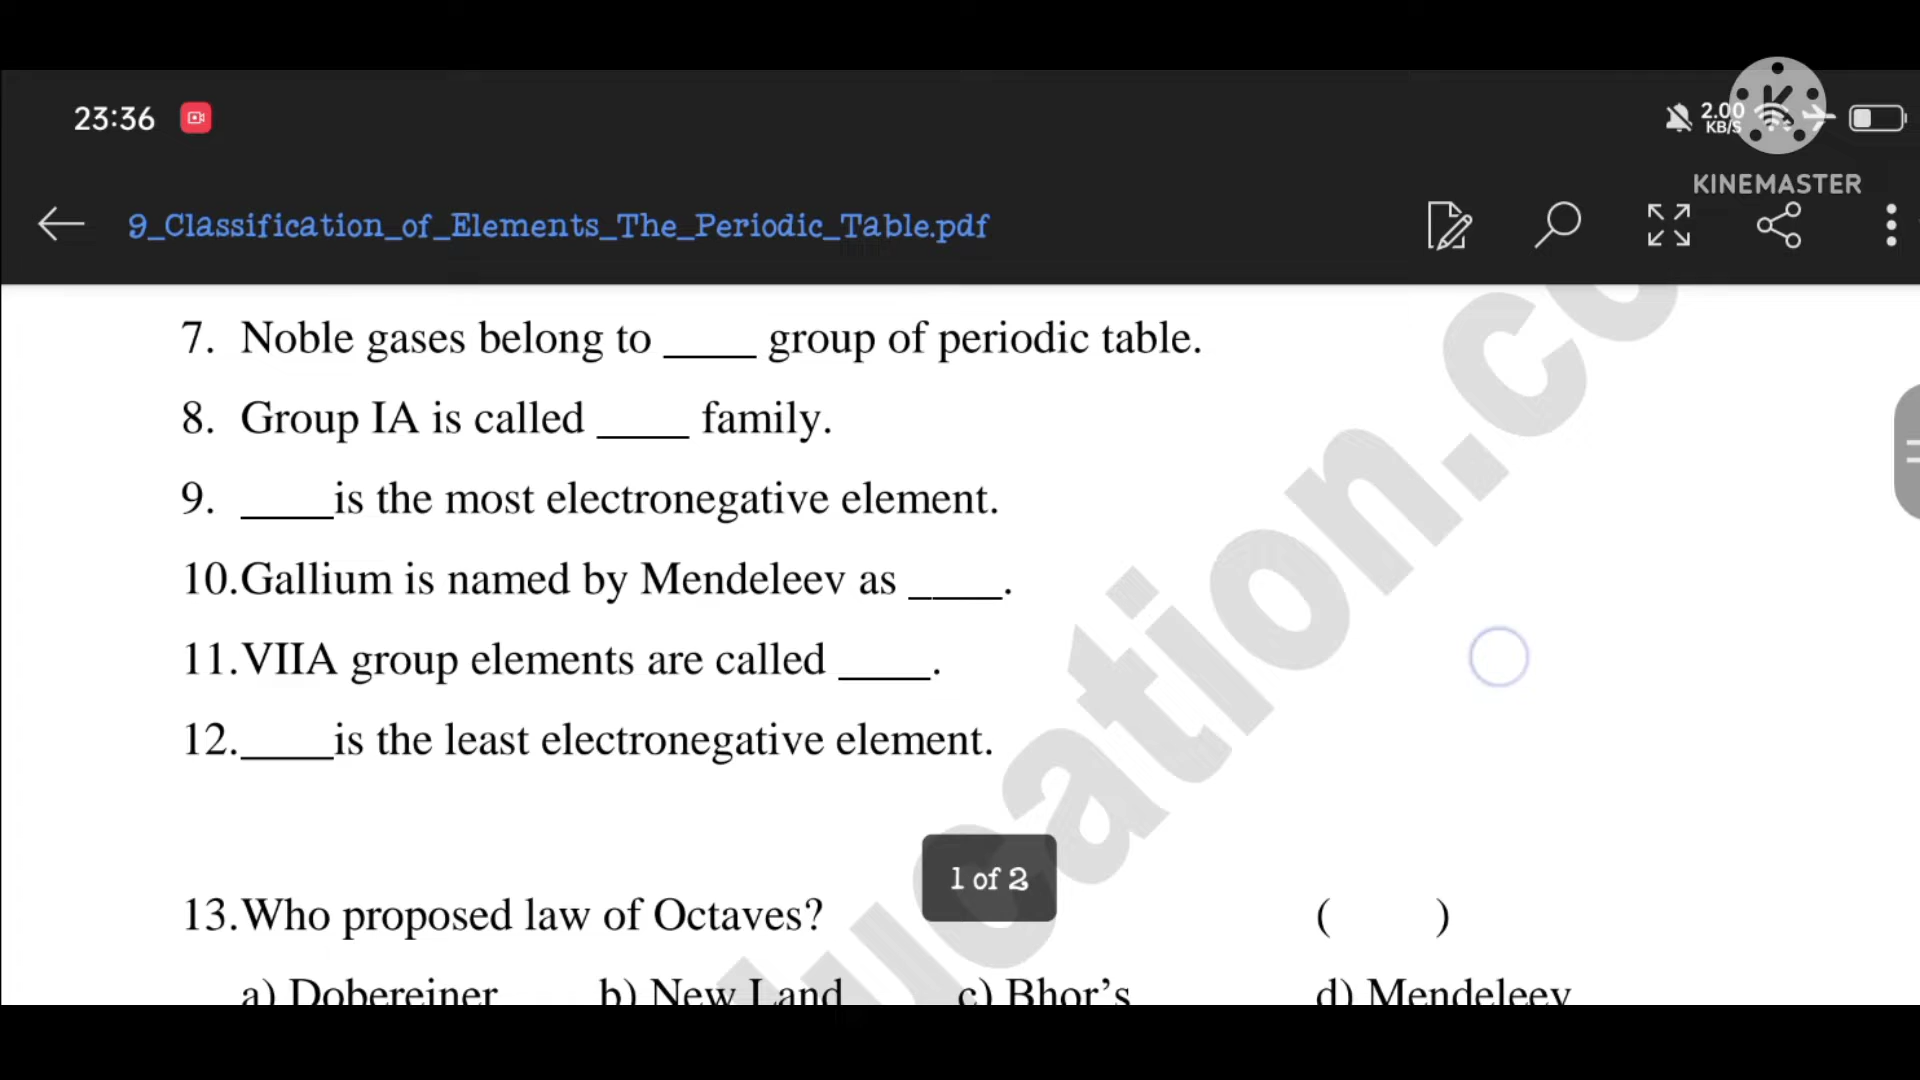 23:36
2.00
KB/S
KINEMASTER
9_Classification_of_Elements_The_Periodic_Table.pdf
7. Noble gases belong to ____ group of periodic table.
8. Group IA is called ____ family.
9. ____is the most electronegative element.
10.Gallium is named by Mendeleev as ____.
11.VIIA group elements are called ____.
12.____is the least electronegative element.
1 of 2
13.Who proposed law of Octaves? ( )
a) Dobereiner b) New Land c) Bhor's d) Mendeleev
ucation.co